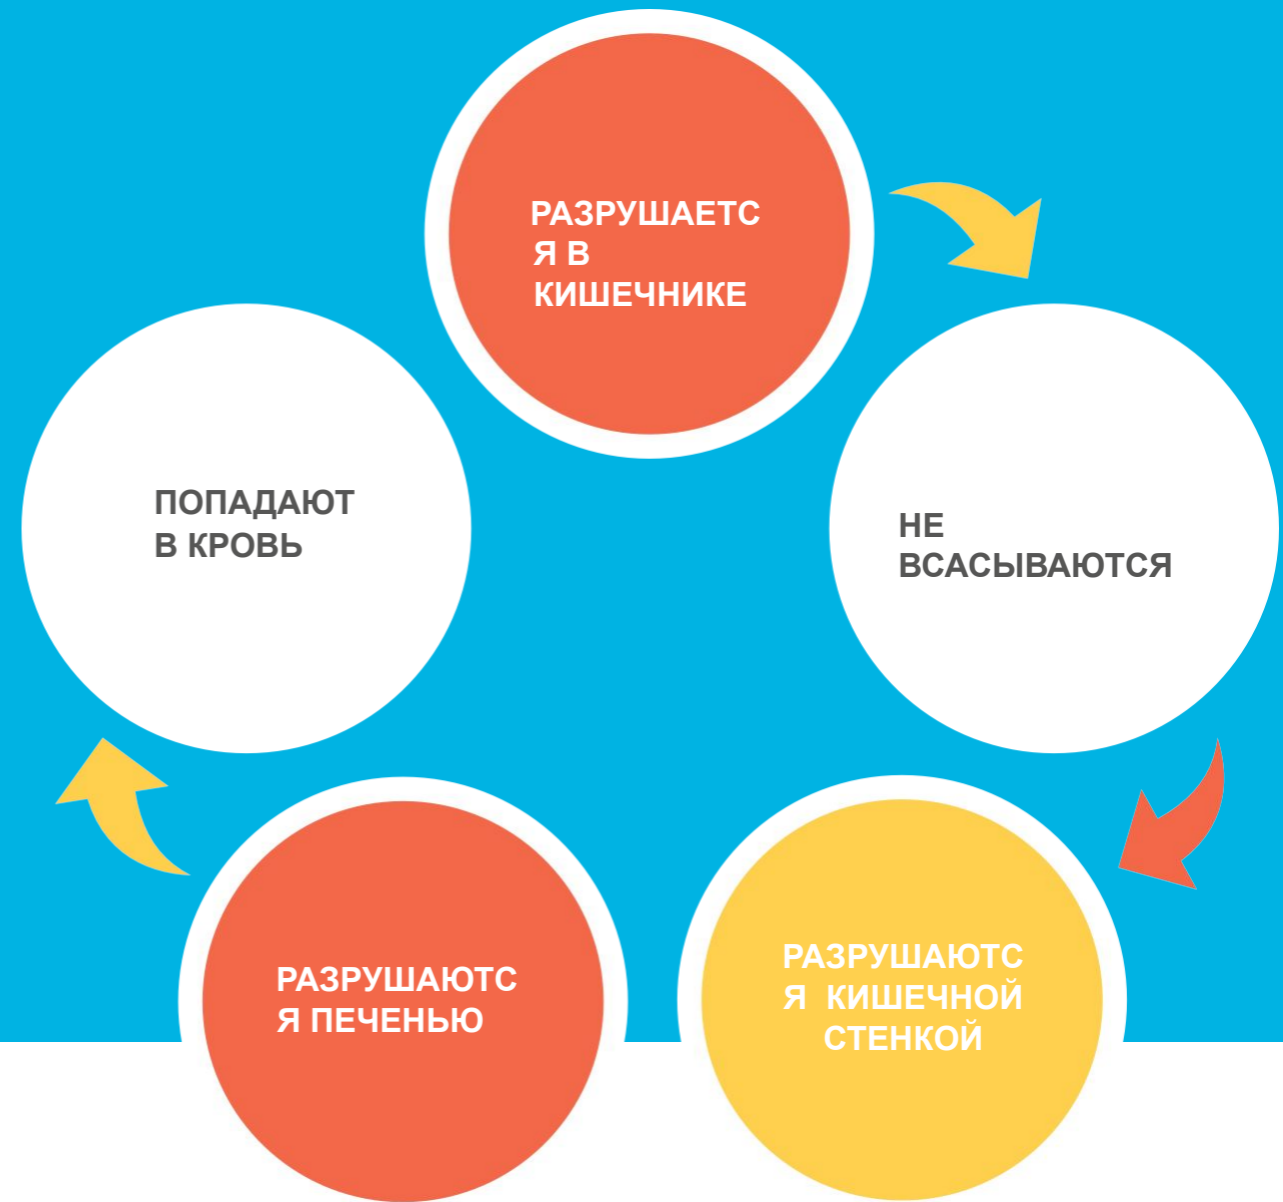 РАЗРУШАЕТС
Я В
КИШЕЧНИКЕ
ПОПАДАЮТ
В КРОВЬ
НЕ
ВСАСЫВАЮТСЯ
РАЗРУШАЮТС
Я ПЕЧЕНЬЮ
РАЗРУШАЮТС
Я КИШЕЧНОЙ
СТЕНКОЙ